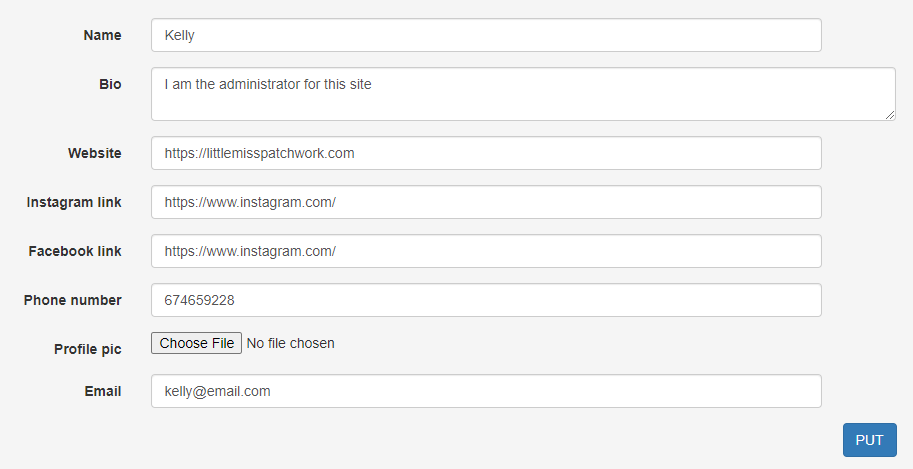 Name Kelly
Bio I am the administrator for this site
Website https://littlemisspatchwork.com
Instagram link https://www.instagram.com/
Facebook link https://www.instagram.com/
Phone number 674659228
Profile pic Choose File No file chosen
Email kelly@email.com
PUT